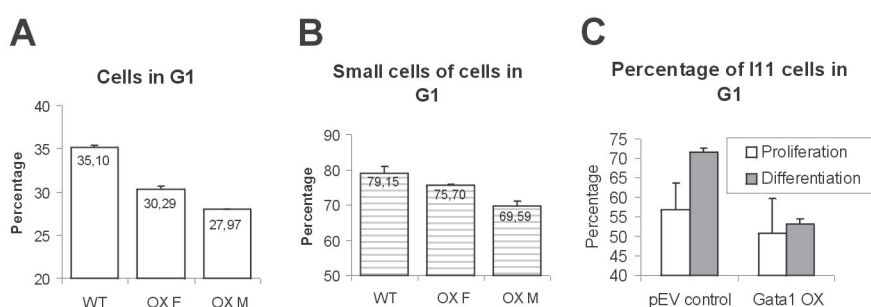 A
Cells in G1
Percentage
40
35
30
25
20
35,10
30,29
27,97
WT
OX F
OX M
B
Small cells of cells in
G1
Percentage
90
80
70
60
50
79,15
75,70
69,59
WT
OX F
OX M
C
Percentage of I11 cells in
G1
Percentage
75
70
65
60
55
50
45
40
Proliferation
Differentiation
pEV control
Gata1 OX